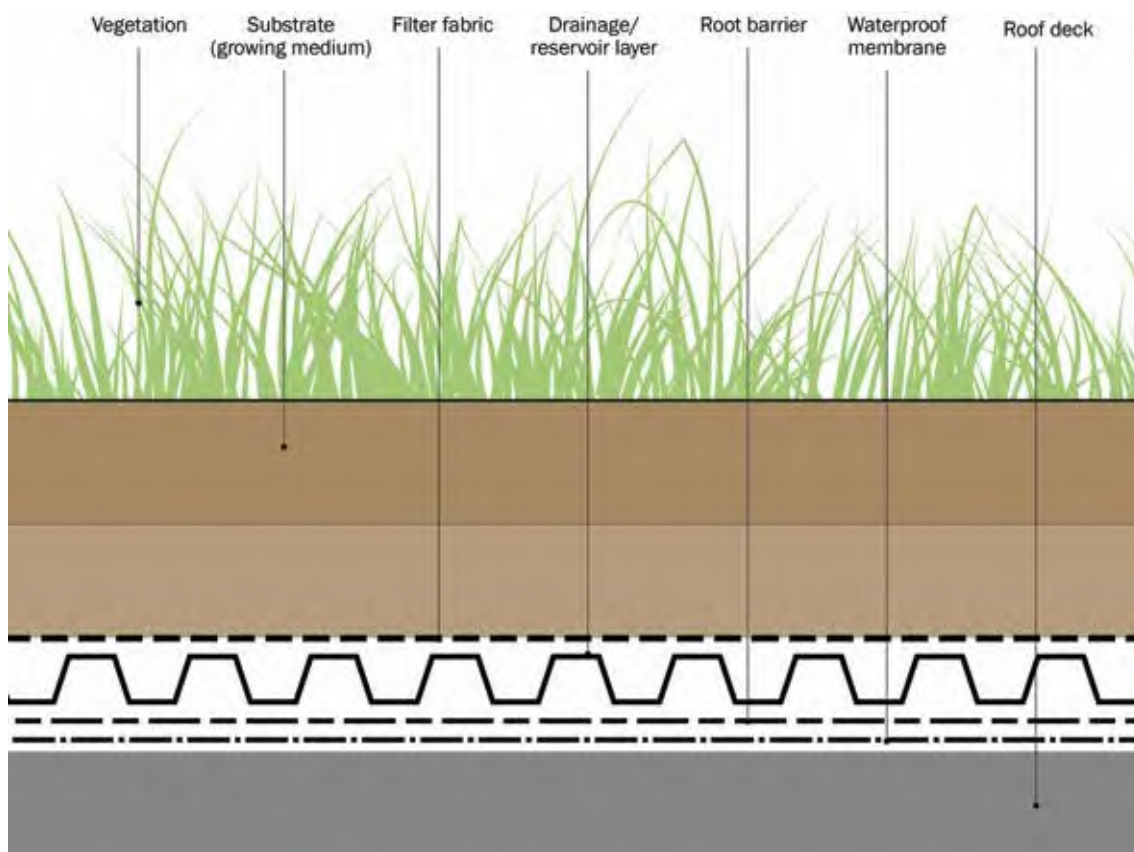 Vegetation
Substrate
(growing medium)
Filter fabric
Drainage/
reservoir layer
Root barrier
Waterproof
membrane
Roof deck